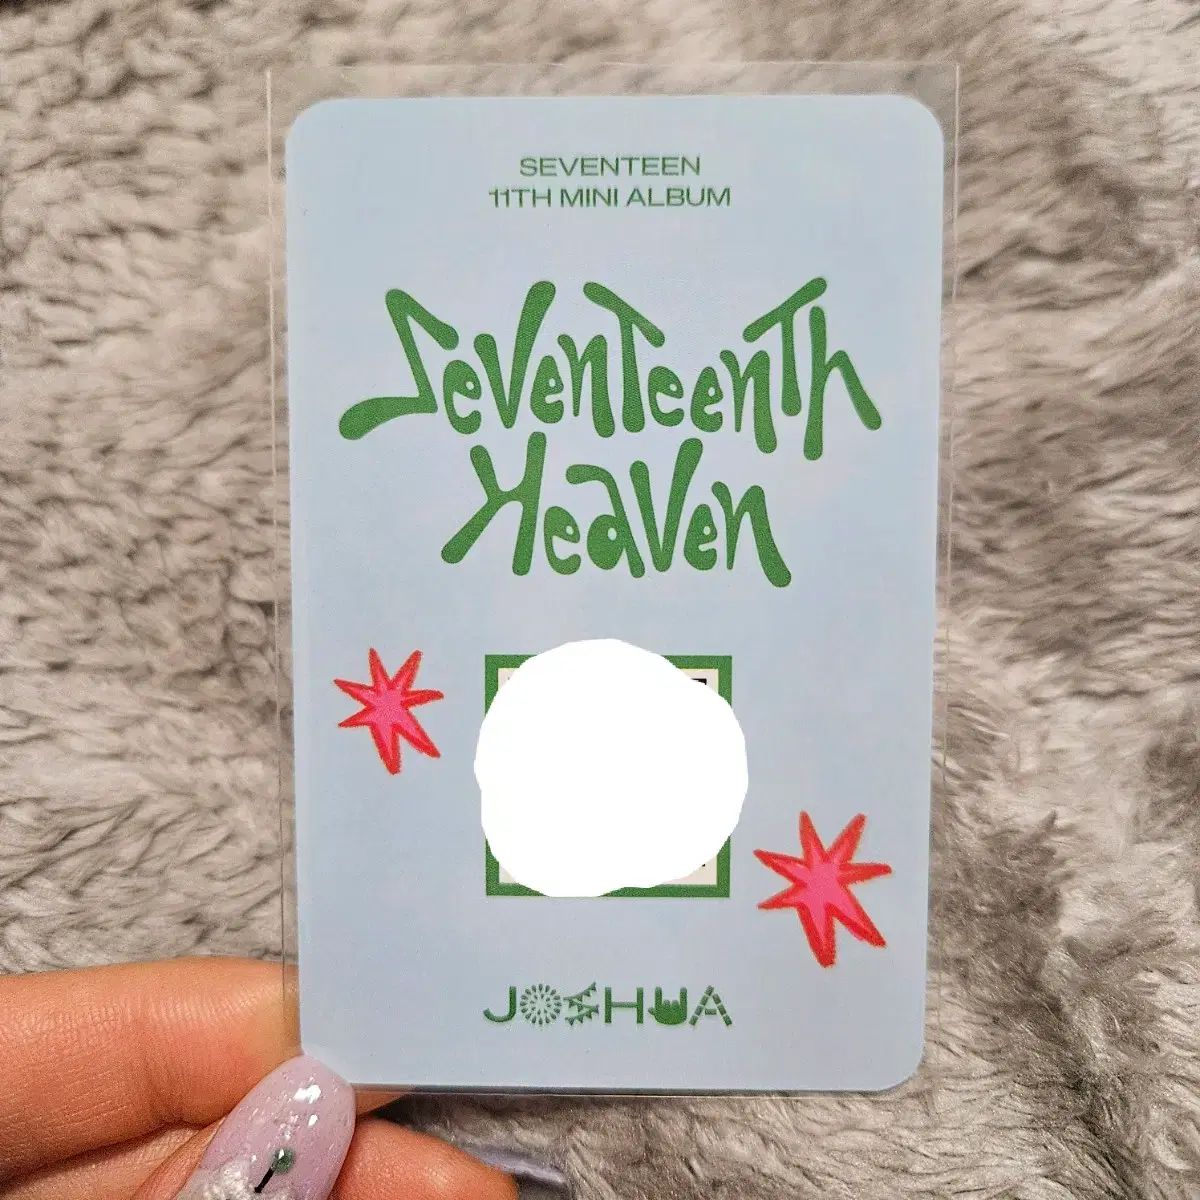 SEVENTEEN
11TH MINI ALBUM
SeVenTeenTh
Heaven
JOSHUA